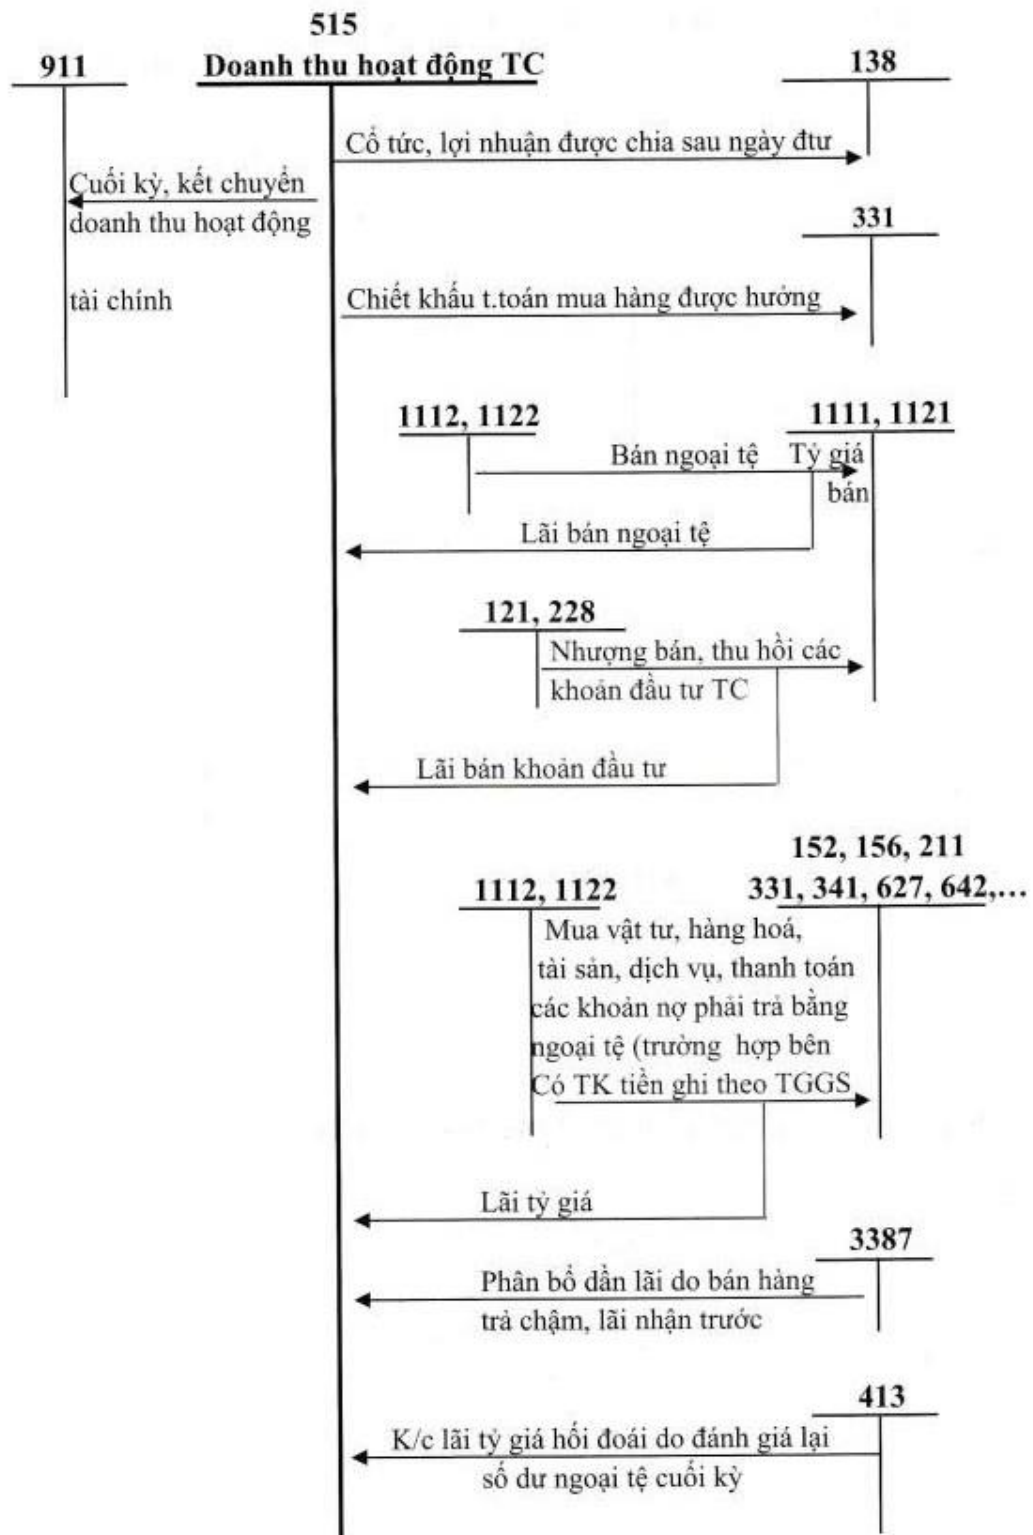 515
911
Doanh thu hoạt động TC
138
Cổ tức, lợi nhuận được chia sau ngày đtư
Cuối kỳ, kết chuyển
doanh thu hoạt động
tài chính
331
Chiết khấu t.toán mua hàng được hưởng
1112, 1122
1111, 1121
Bán ngoại tệ
Tỷ giá
bán
Lãi bán ngoại tệ
121, 228
Nhượng bán, thu hồi các
khoản đầu tư TC
Lãi bán khoản đầu tư
152, 156, 211
1112, 1122
331, 341, 627, 642,...
Mua vật tư, hàng hoá,
tài sản, dịch vụ, thanh toán
các khoản nợ phải trả bằng
ngoại tệ (trường hợp bên
Có TK tiền ghi theo TGGS
Lãi tỷ giá
3387
Phân bổ dần lãi do bán hàng
trả chậm, lãi nhận trước
413
K/c lãi tỷ giá hối đoái do đánh giá lại
số dư ngoại tệ cuối kỳ